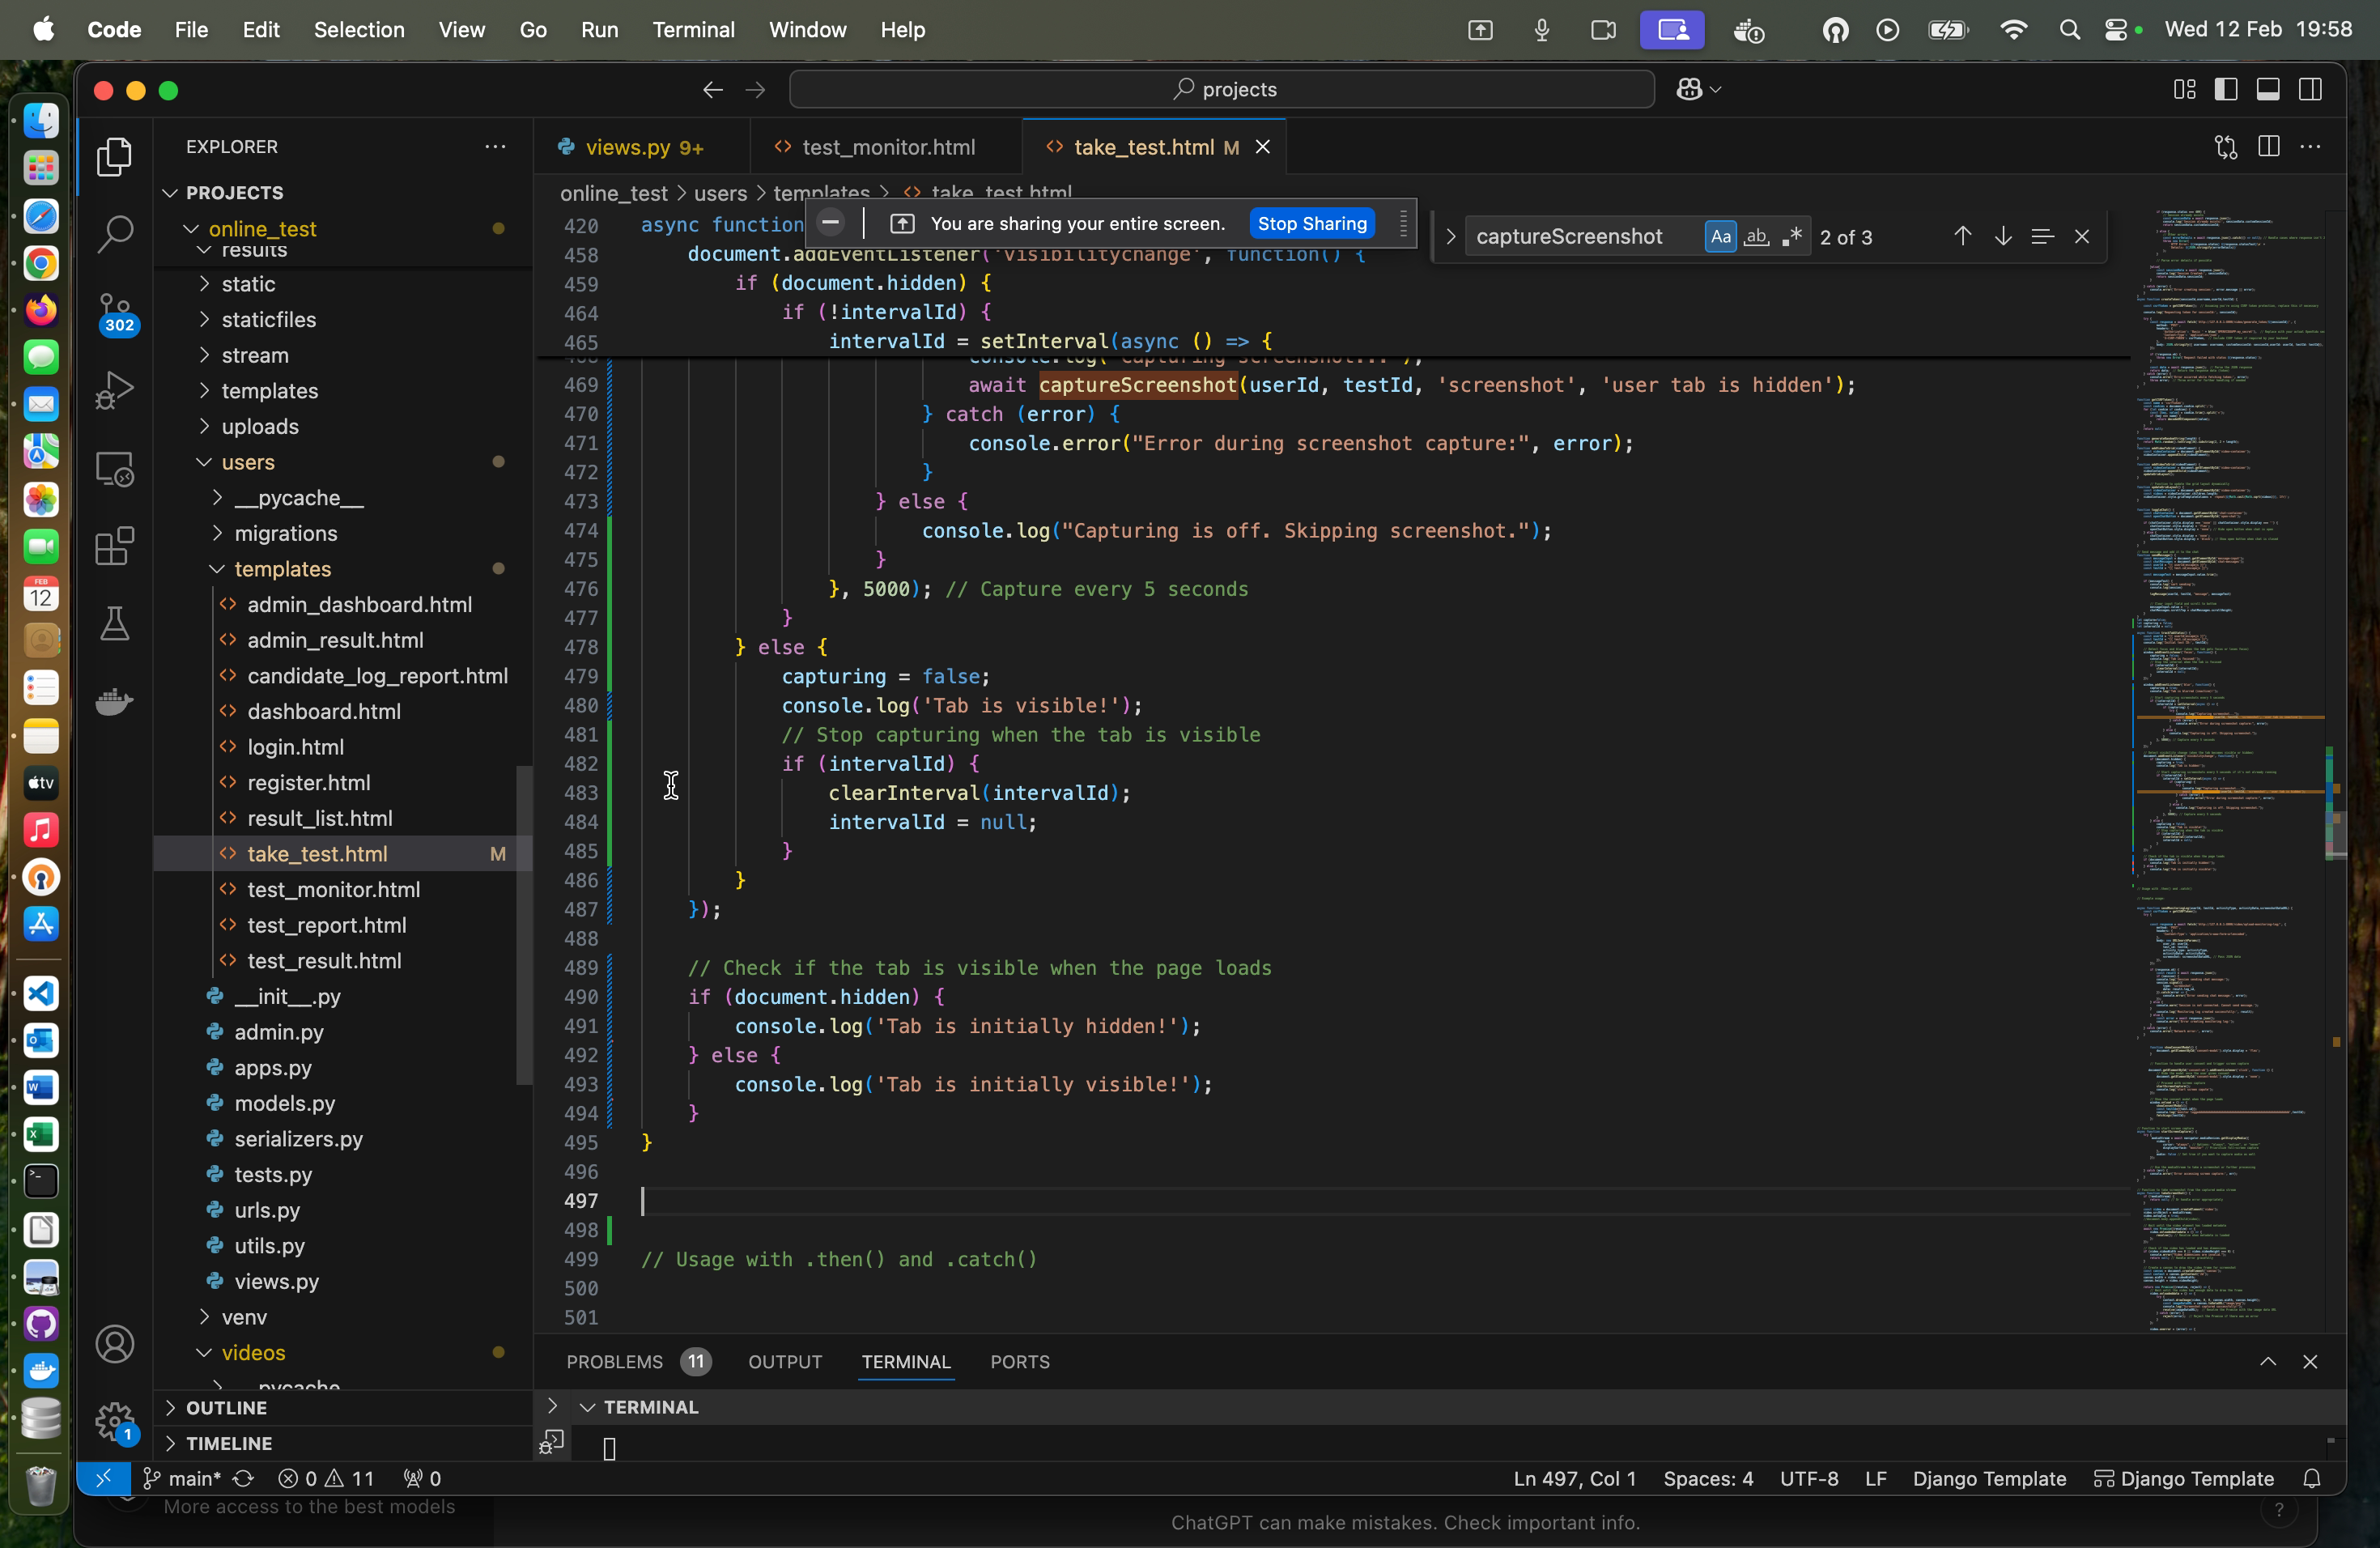 Code File Edit Selection View Go Run Terminal Window Help Wed 12 Feb 19:58
projects
EXPLORER
PROJECTS
online_test
results
static
staticfiles
stream
templates
uploads
users
__pycache__
migrations
templates
admin_dashboard.html
admin_result.html
candidate_log_report.html
dashboard.html
login.html
register.html
result_list.html
take_test.html M
test_monitor.html
test_report.html
test_result.html
__init__.py
admin.py
apps.py
models.py
serializers.py
tests.py
urls.py
utils.py
views.py
venv
videos
pycache
OUTLINE
TIMELINE
302
1
FEB
12
tv
views.py 9+ test_monitor.html take_test.html M
online_test > users > templates > take_test.html
You are sharing your entire screen. Stop Sharing
captureScreenshot Aa ab 2 of 3
420 async function
458 document.addEventListener('visibilitychange', function() {
459 if (document.hidden) {
464 if (!intervalId) {
465 intervalId = setInterval(async () => {
468 console.log("Capturing screenshot...");
469 await captureScreenshot(userId, testId, 'screenshot', 'user tab is hidden');
470 } catch (error) {
471 console.error("Error during screenshot capture:", error);
472 }
473 } else {
474 console.log("Capturing is off. Skipping screenshot.");
475 }
476 }, 5000); // Capture every 5 seconds
477 }
478 } else {
479 capturing = false;
480 console.log('Tab is visible!');
481 // Stop capturing when the tab is visible
482 if (intervalId) {
483 clearInterval(intervalId);
484 intervalId = null;
485 }
486 }
487 });
488
489 // Check if the tab is visible when the page loads
490 if (document.hidden) {
491 console.log('Tab is initially hidden!');
492 } else {
493 console.log('Tab is initially visible!');
494 }
495 }
496
497
498
499 // Usage with .then() and .catch()
500
501
PROBLEMS 11 OUTPUT TERMINAL PORTS
TERMINAL
main* 0 11 0 Ln 497, Col 1 Spaces: 4 UTF-8 LF Django Template Django Template
More access to the best models
ChatGPT can make mistakes. Check important info.
?